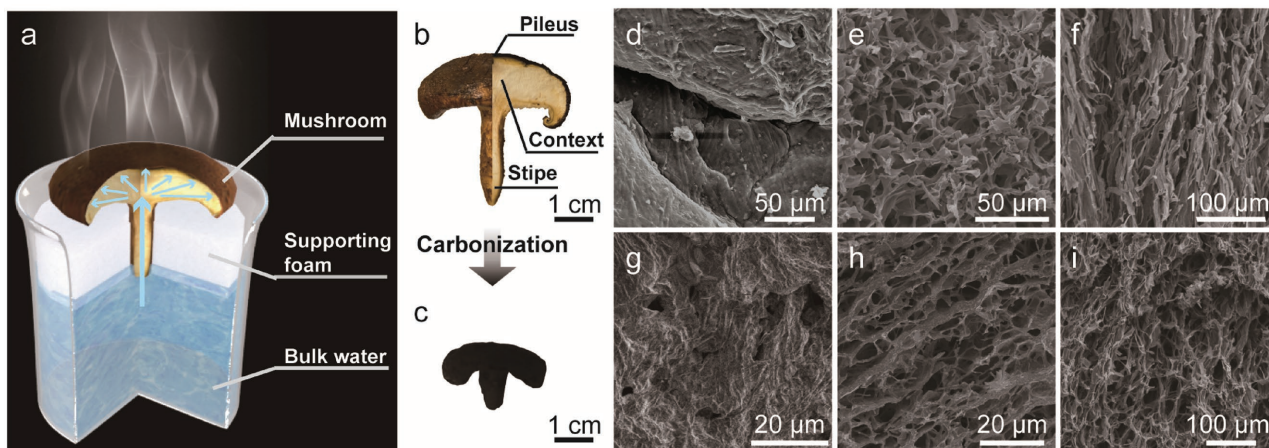 a
Mushroom
Supporting
foam
Bulk water
b
Pileus
Context
Stipe
1 cm
Carbonization
c
1 cm
d
50 µm
e
50 µm
f
100 µm
g
20 µm
h
20 µm
i
100 µm